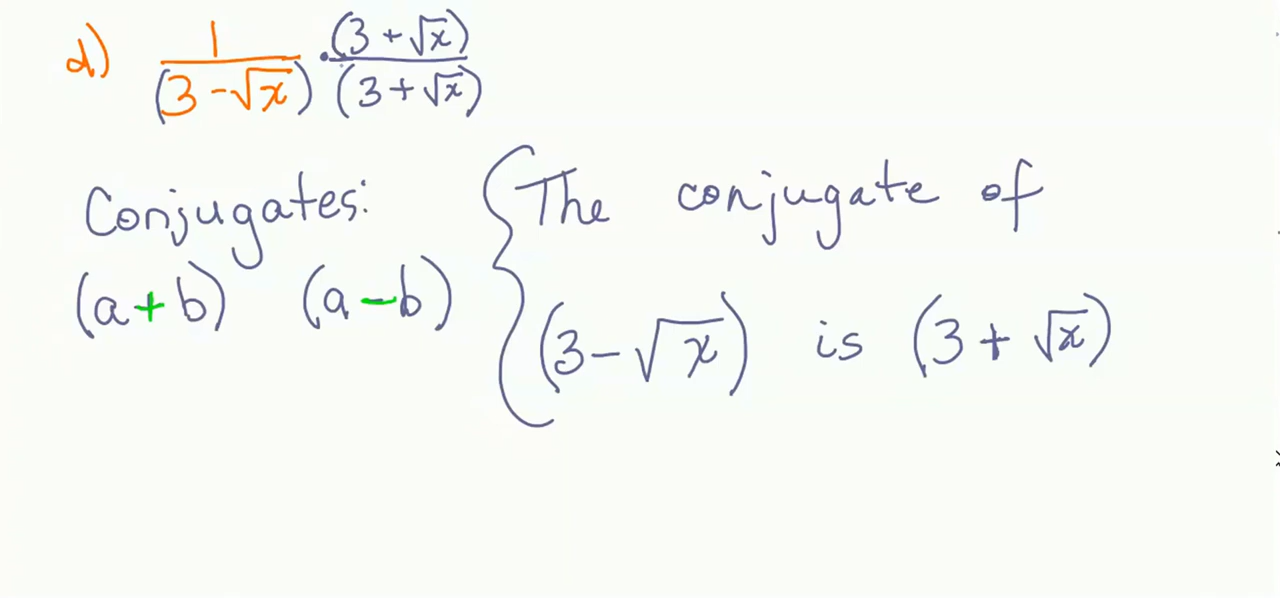 d) 1/(3 - √x) · (3 + √x)/(3 + √x)
Conjugates:
(a + b) (a - b)
The conjugate of
(3 - √x) is (3 + √x)